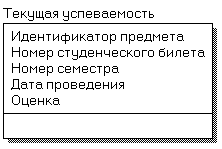 Текущая успеваемость
Идентификатор предмета
Номер студенческого билета
Номер семестра
Дата проведения
Оценка